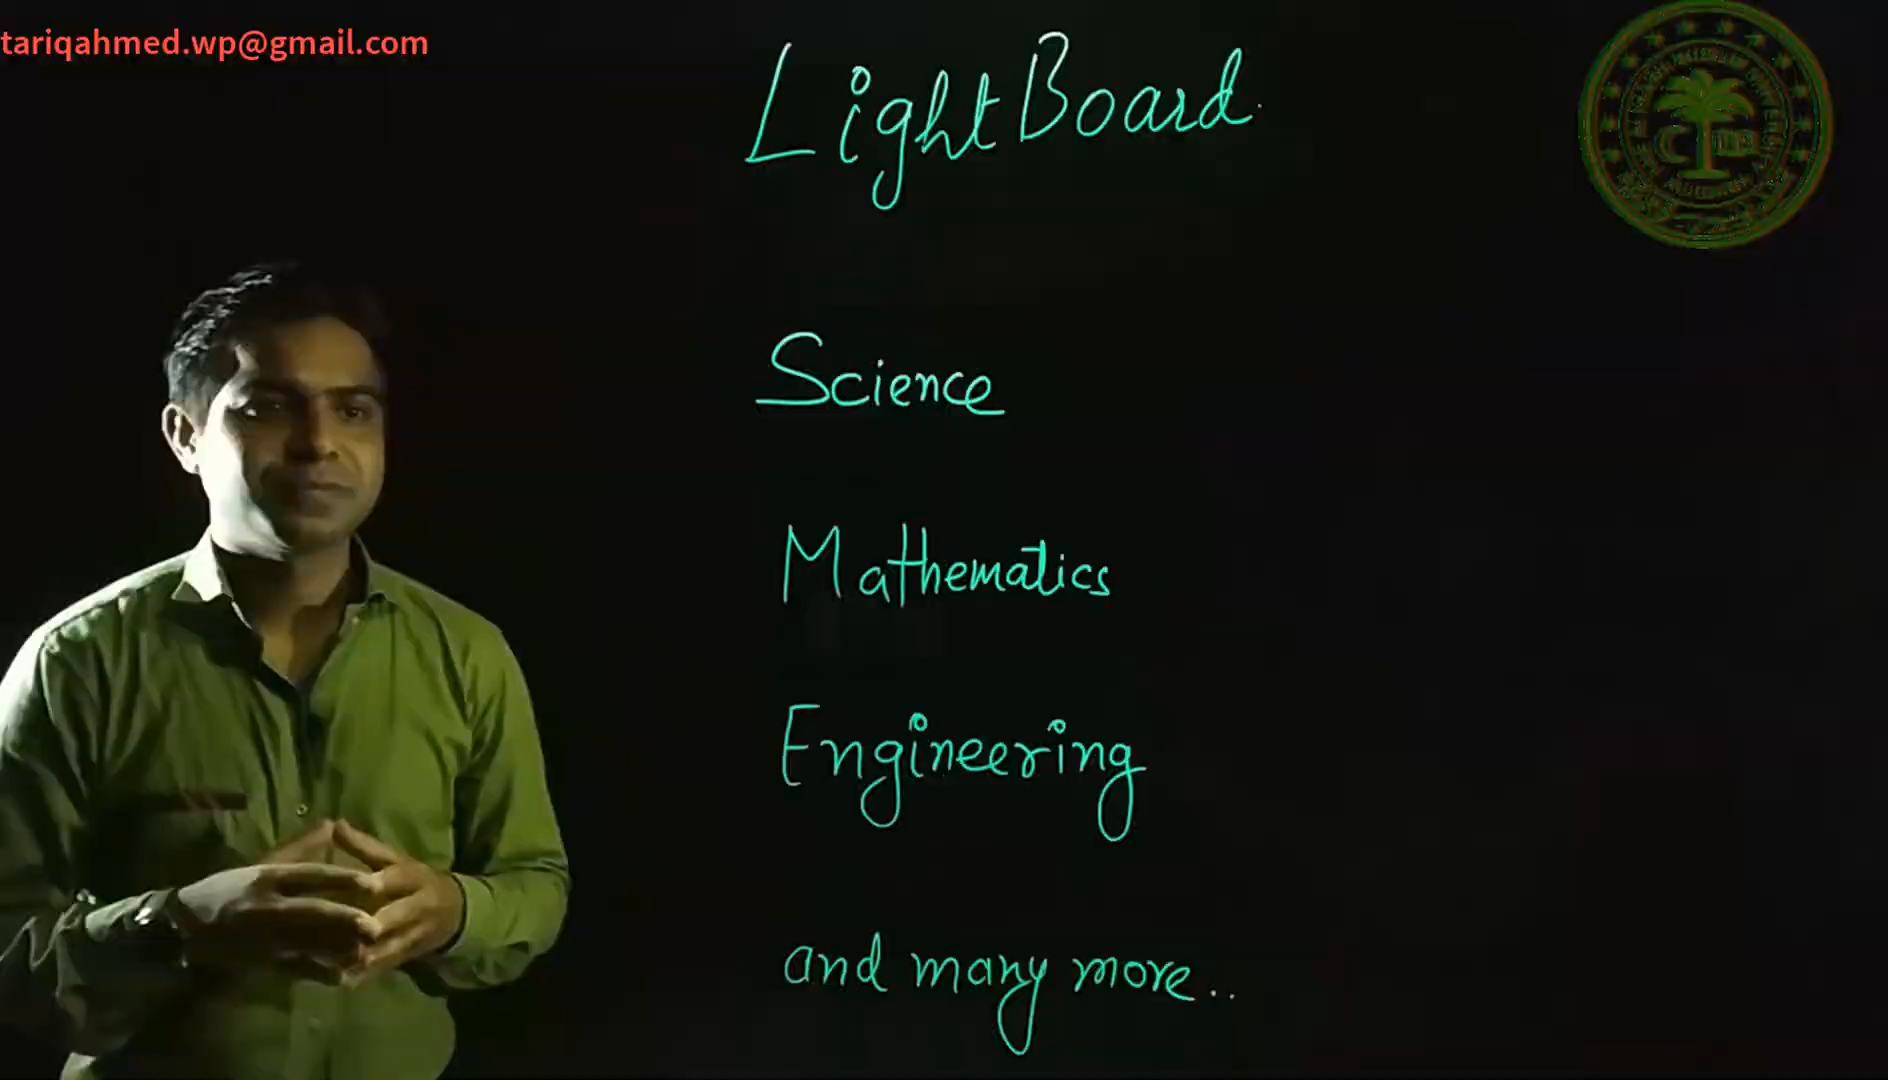 tariqahmed.wp@gmail.com
LightBoard
Science
Mathematics
Engineering
and many more..